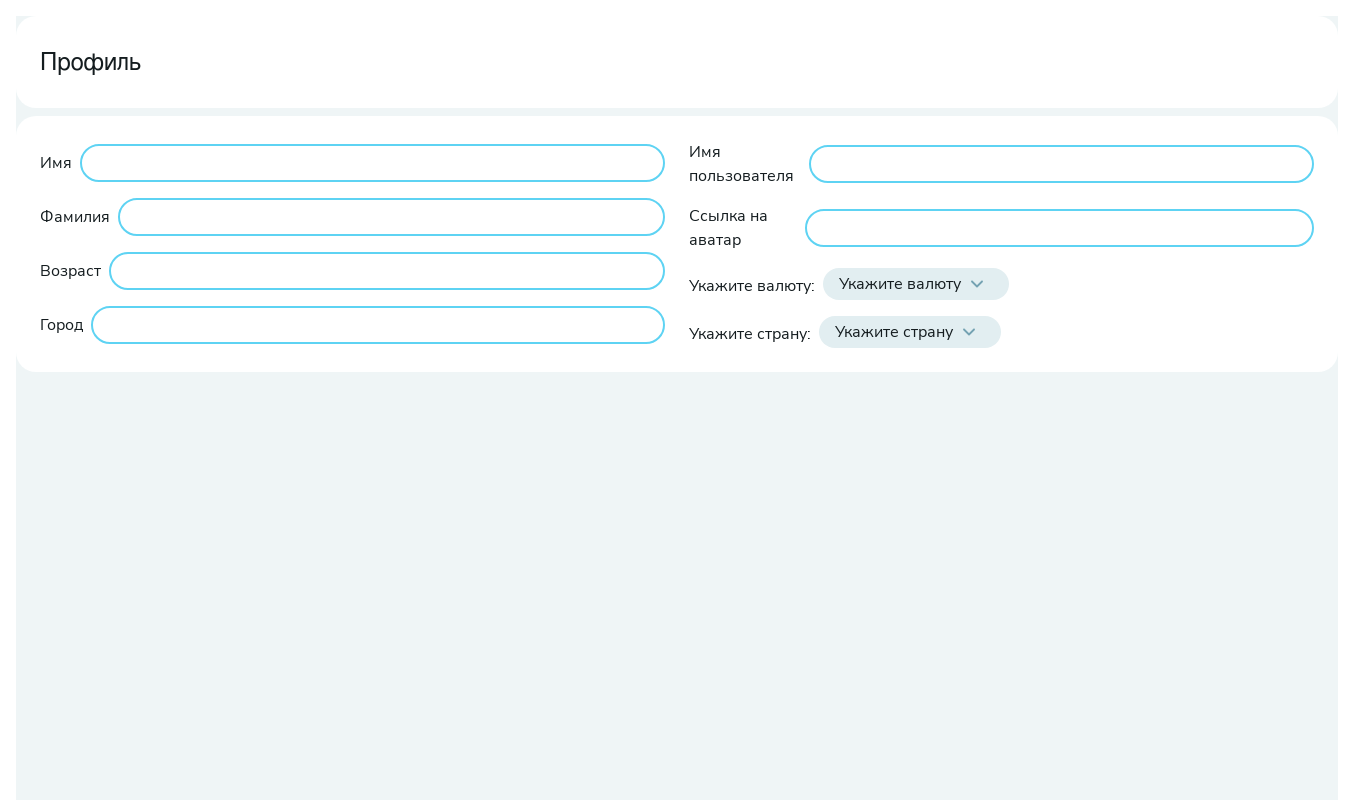 Профиль
Имя
Фамилия
Возраст
Город
Имя
пользователя
Ссылка на
аватар
Укажите валюту: Укажите валюту
Укажите страну: Укажите страну